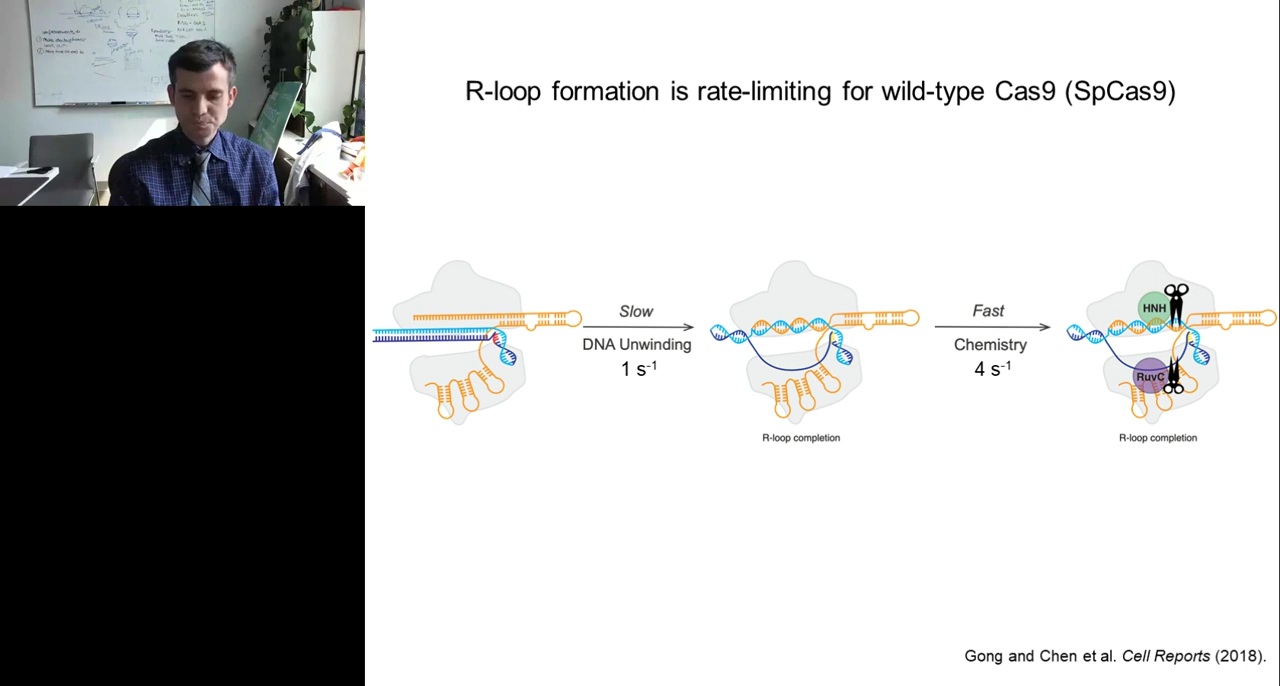 R-loop formation is rate-limiting for wild-type Cas9 (SpCas9)
Slow
DNA Unwinding
1 s-1
Fast
Chemistry
4 s-1
HNH
RuvC
R-loop completion
R-loop completion
Gong and Chen et al. Cell Reports (2018).